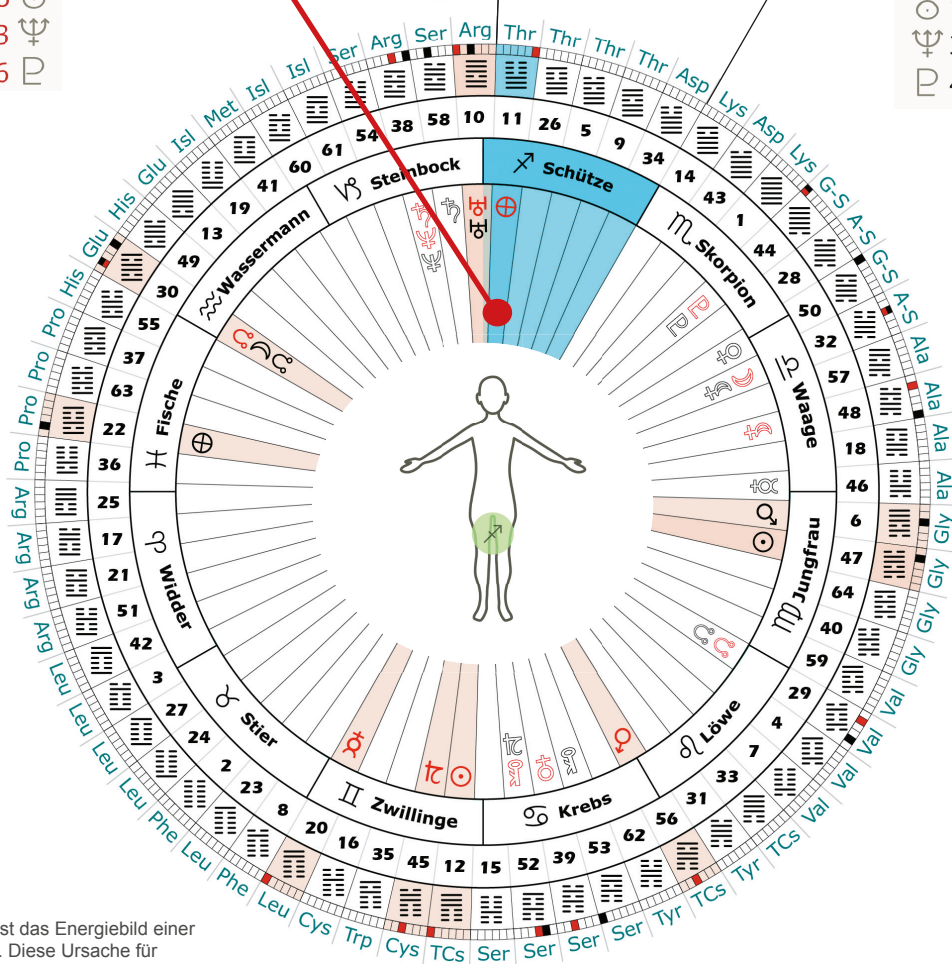 3 ♆
6 ♇
☉
♆
♇
Thr
Thr
Thr
Thr
Asp
Lys
Asp
Lys
G-S
A-S
G-S
A-S
Ala
Ala
Ala
Ala
Gly
Gly
Gly
Gly
Val
Val
Val
Val
TCs
Tyr
TCs
Tyr
Ser
Ser
Ser
Ser
TCs
Cys
Trp
Cys
Leu
Phe
Leu
Phe
Leu
Leu
Leu
Leu
Arg
Arg
Arg
Arg
Pro
Pro
Pro
Pro
His
Glu
His
Glu
Isl
Met
Isl
Isl
Ser
Arg
Ser
Arg
11
26
5
9
34
14
43
1
44
28
50
32
57
48
18
46
6
47
64
40
59
29
4
7
33
31
56
62
53
39
52
15
12
45
35
16
20
8
23
2
24
27
3
42
51
21
17
25
36
22
63
37
55
30
49
13
19
41
60
61
54
38
58
10
♐ Schütze
♏ Skorpion
♎ Waage
♍ Jungfrau
♌ Löwe
♋ Krebs
♊ Zwillinge
♉ Stier
♈ Widder
♓ Fische
♒ Wassermann
♑ Steinbock
st das Energiebild einer
. Diese Ursache für